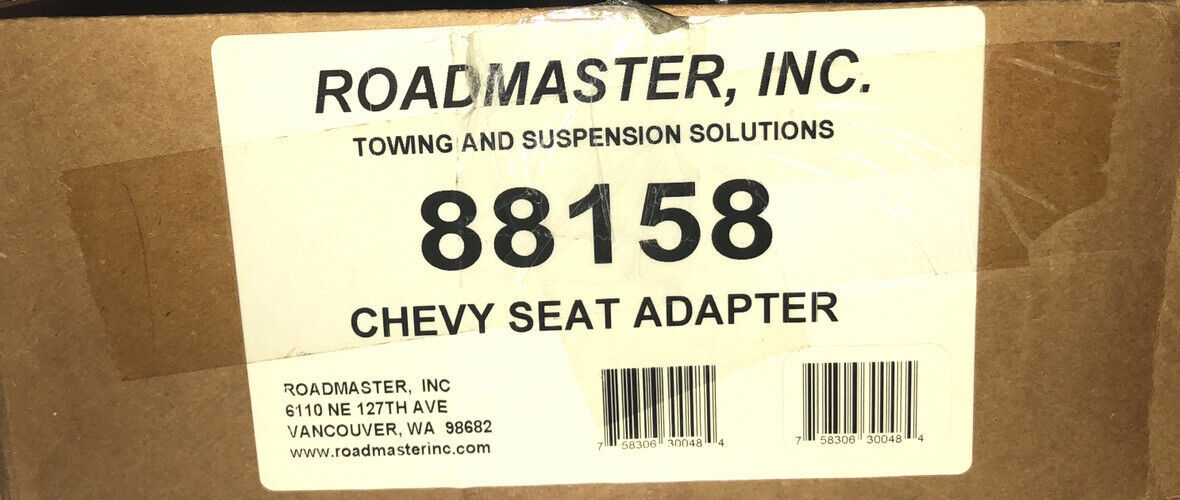 ROADMASTER, INC.
TOWING AND SUSPENSION SOLUTIONS
88158
CHEVY SEAT ADAPTER
ROADMASTER, INC
6110 NE 127TH AVE
VANCOUVER, WA 98682
www.roadmasterinc.com
7 58306 30048 4
7 58306 30048 4